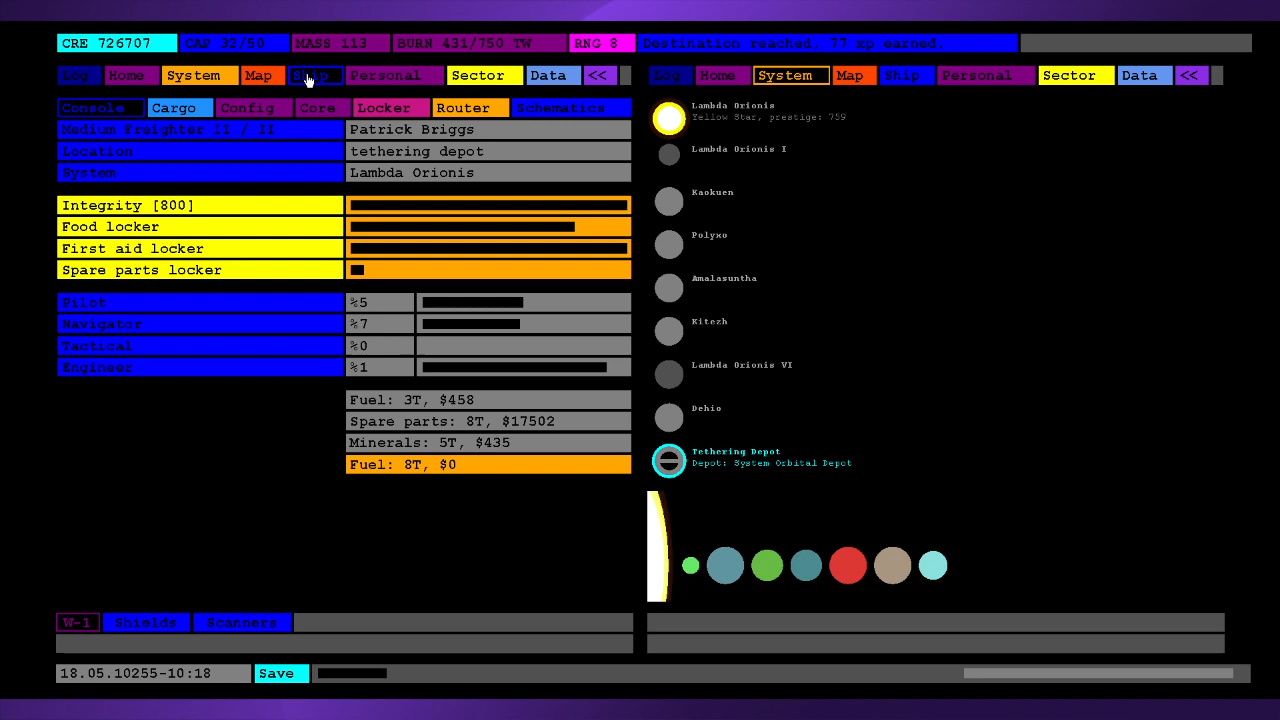 CRE 726707 CAP 32/50 MASS 113 BURN 431/750 TW RNG 8 Destination reached, 77 xp earned.
Log Home System Map Ship Personal Sector Data << Log Home System Map Ship Personal Sector Data <<
Console Cargo Config Core Locker Router Schematics
Medium Freighter II / II Patrick Briggs
Location tethering depot
System Lambda Orionis
Integrity [800]
Food locker
First aid locker
Spare parts locker
Pilot %5
Navigator %7
Tactical %0
Engineer %1
Fuel: 3T, $458
Spare parts: 8T, $17502
Minerals: 5T, $435
Fuel: 8T, $0
Lambda Orionis
Yellow Star, prestige: 759
Lambda Orionis I
Kaokuen
Polyxo
Amalasuntha
Kitezh
Lambda Orionis VI
Dehio
Tethering Depot
Depot: System Orbital Depot
W-1 Shields Scanners
18.05.10255-10:18 Save